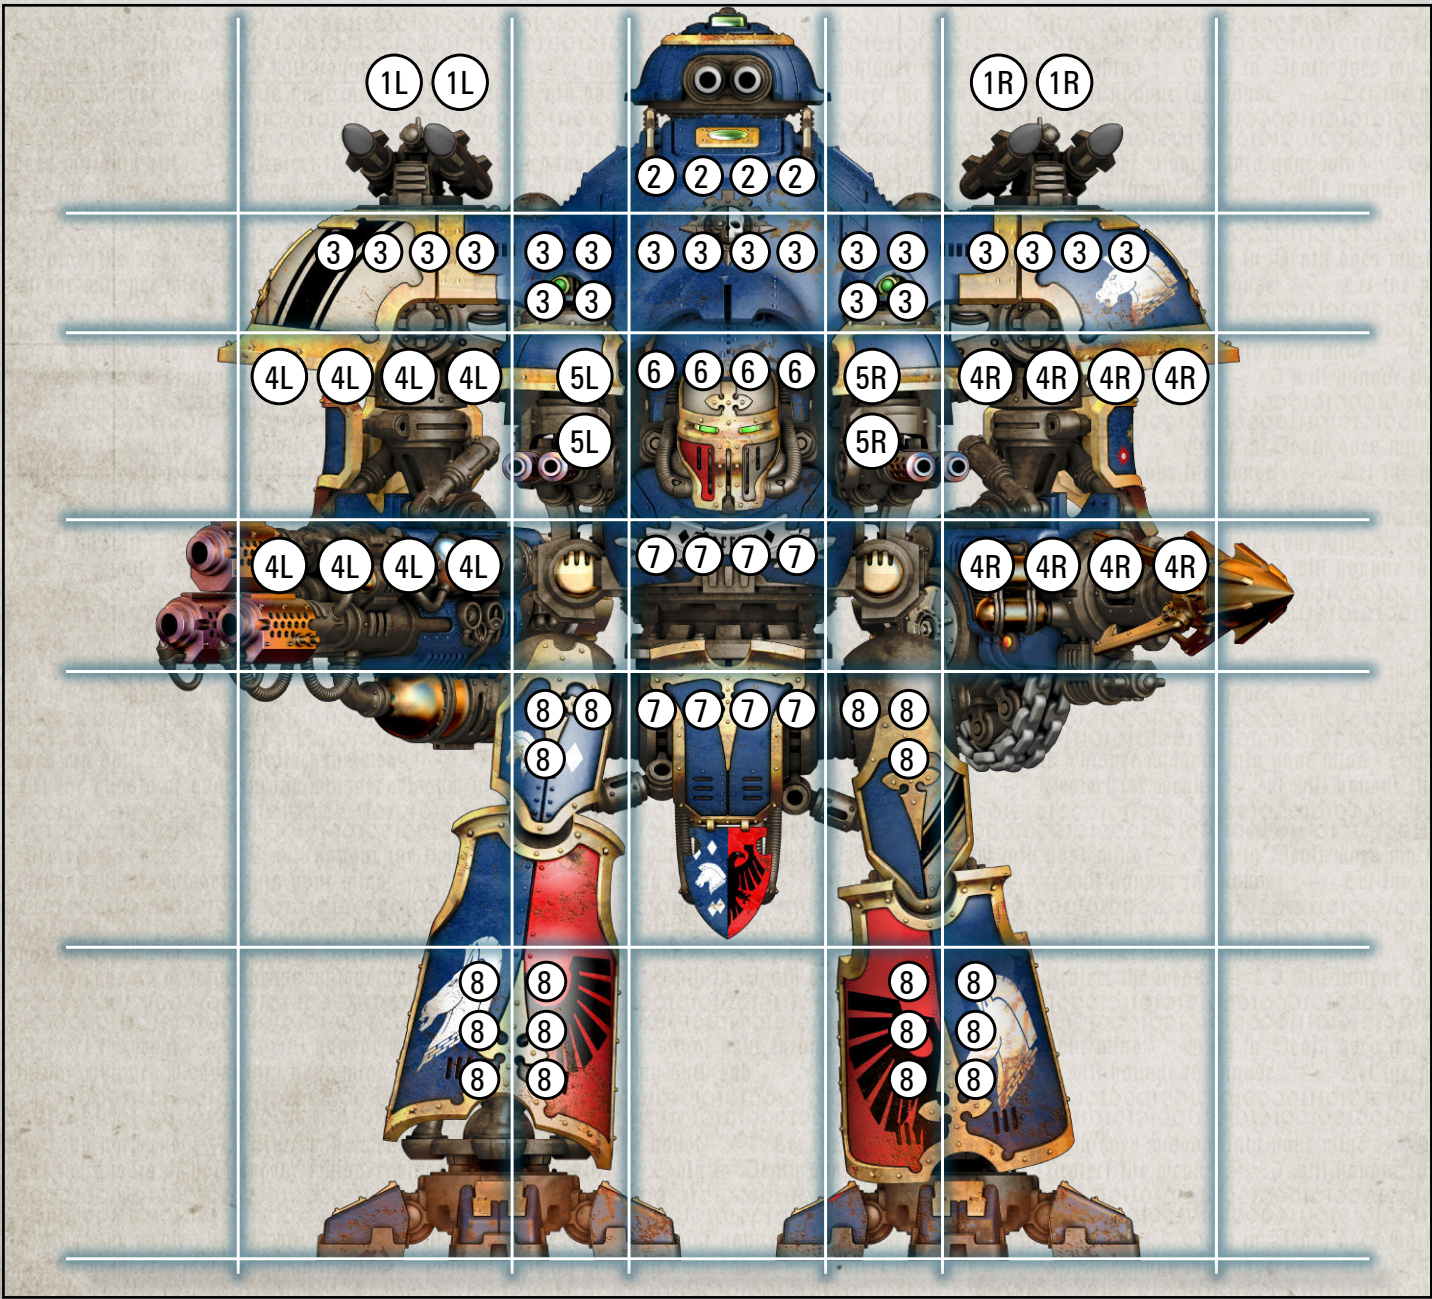 1L 1L 1R 1R
2 2 2 2
3 3 3 3 3 3 3 3 3 3 3 3 3 3 3 3
3 3 3 3
4L 4L 4L 4L 5L 6 6 6 6 5R 4R 4R 4R 4R
5L 5R
4L 4L 4L 4L 7 7 7 7 4R 4R 4R 4R
8 8 7 7 7 7 8 8
8 8
8 8 8 8
8 8 8 8
8 8 8 8